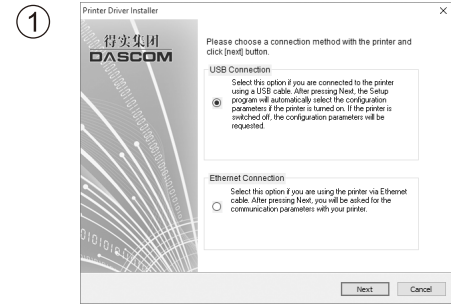 ①
Printer Driver Installer
得实集团
DASCOM
Please choose a connection method with the printer and
click [next] button.
USB Connection
Select this option if you are connected to the printer
using a USB cable. After pressing Next, the Setup
program will automatically select the configuration
parameters if the printer is turned on. If the printer is
switched off, the configuration parameters will be
requested.
Ethernet Connection
Select this option if you are using the printer via Ethernet
cable. After pressing Next, you will be asked for the
communication parameters with your printer.
Next
Cancel